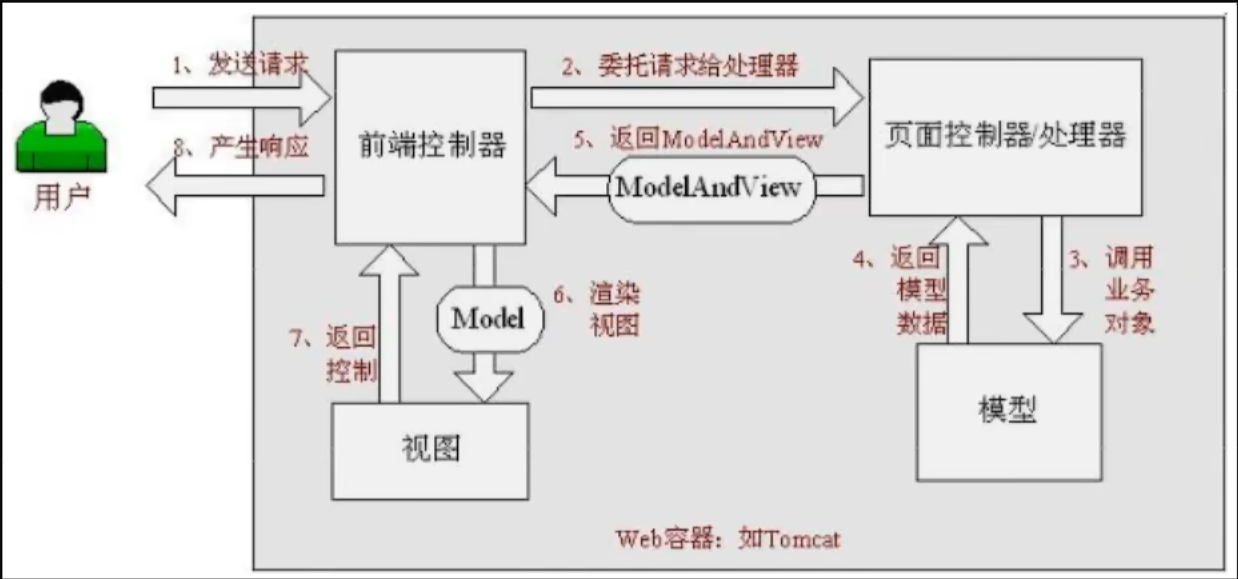 1、发送请求
2、委托请求给处理器
前端控制器
页面控制器/处理器
8、产生响应
5、返回ModelAndView
ModelAndView
用户
4、返回
模型
数据
3、调用
业务
对象
6、渲染
视图
Model
7、返回
控制
视图
模型
Web容器：如Tomcat